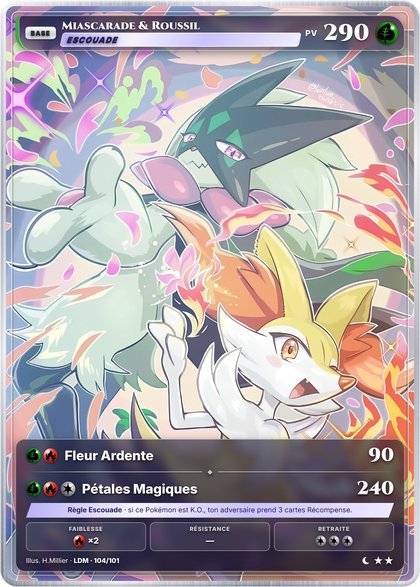 BASE
Miascarade & Roussil
ESCOUADE
PV 290
Fleur Ardente 90
Pétales Magiques 240
Règle Escouade · si ce Pokémon est K.O., ton adversaire prend 3 cartes Récompense.
FAIBLESSE
×2
RÉSISTANCE
—
RETRAITE
Illus. H.Millier · LDM · 104/101